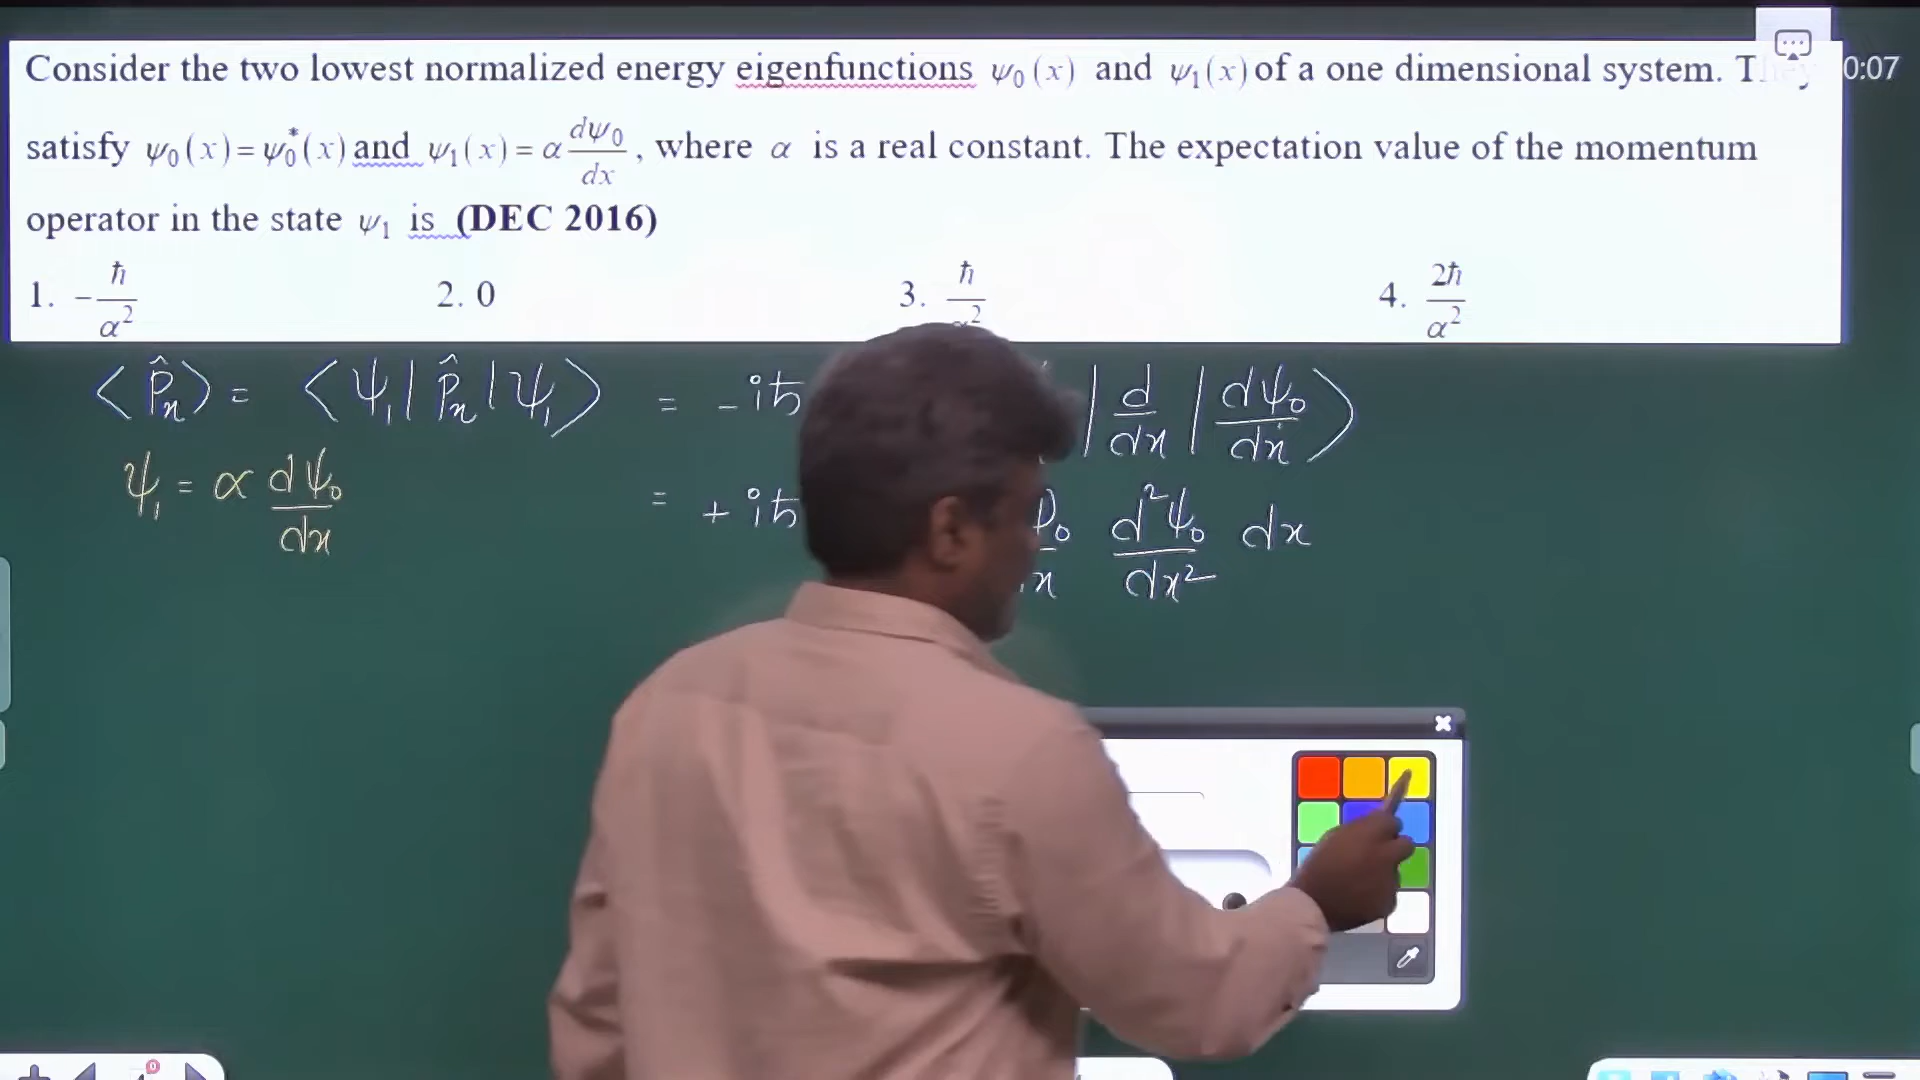 Consider the two lowest normalized energy eigenfunctions ψ₀(x) and ψ₁(x) of a one dimensional system. They
0:07
satisfy ψ₀(x)=ψ₀*(x) and ψ₁(x)=α dψ₀/dx, where α is a real constant. The expectation value of the momentum
operator in the state ψ₁ is (DEC 2016)
1. -ℏ/α² 2. 0 3. ℏ/α² 4. 2ℏ/α²
⟨p̂ₓ⟩ = ⟨ψ₁| p̂ₓ |ψ₁⟩ = -iℏ | d/dx | dψ₀/dx ⟩
ψ₁ = α dψ₀/dx
= +iℏ d²ψ₀/dx² dx